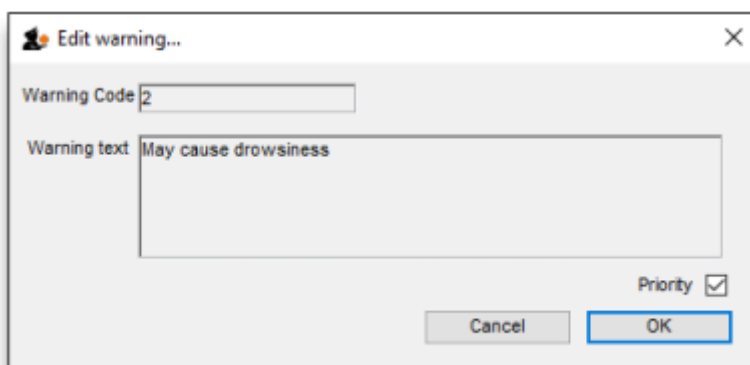 Edit warning...
Warning Code 2
Warning text May cause drowsiness
Priority
Cancel OK